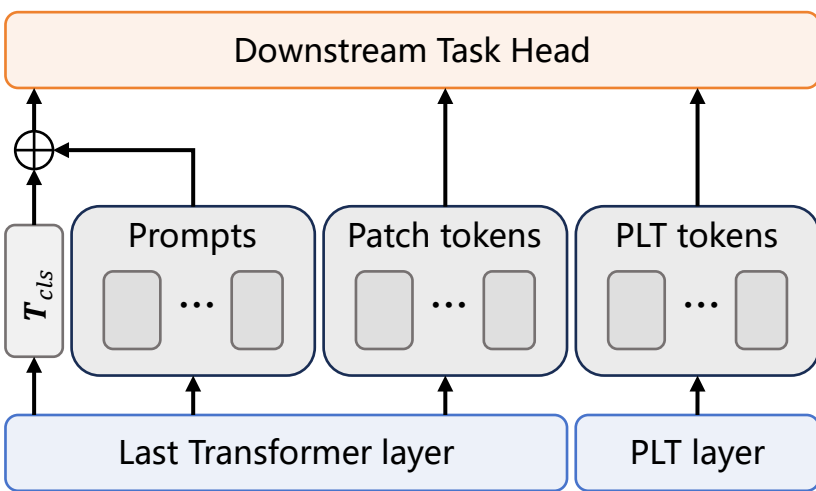 Downstream Task Head
T_cls
Prompts
...
Patch tokens
...
PLT tokens
...
Last Transformer layer
PLT layer